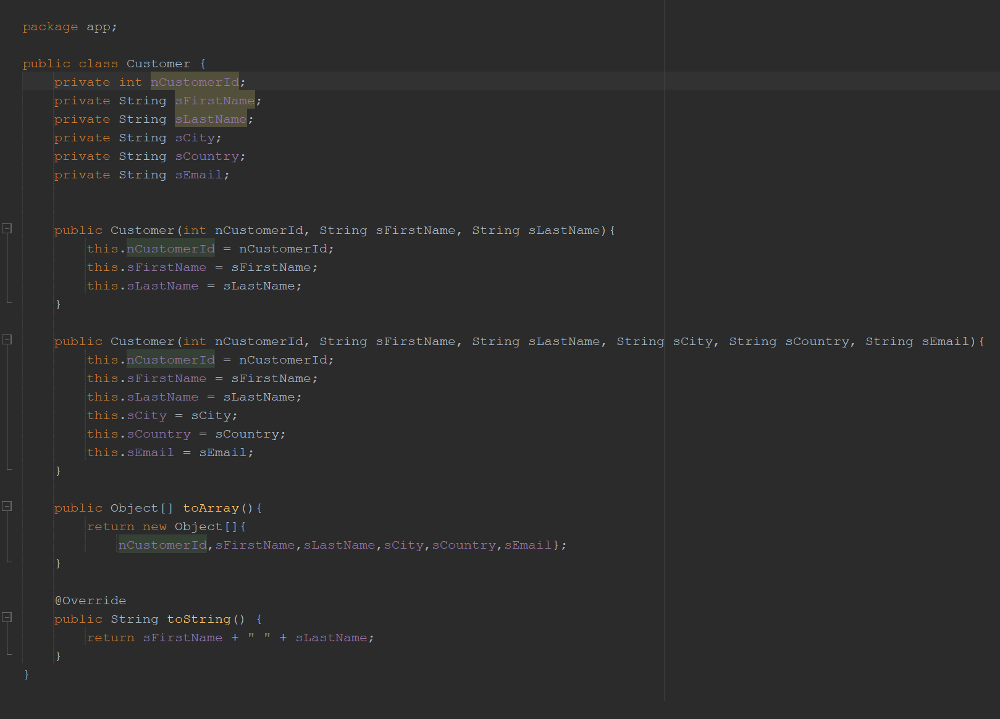 package app;
public class Customer {
private int nCustomerId;
private String sFirstName;
private String sLastName;
private String sCity;
private String sCountry;
private String sEmail;
public Customer(int nCustomerId, String sFirstName, String sLastName){
this.nCustomerId = nCustomerId;
this.sFirstName = sFirstName;
this.sLastName = sLastName;
}
public Customer(int nCustomerId, String sFirstName, String sLastName, String sCity, String sCountry, String sEmail){
this.nCustomerId = nCustomerId;
this.sFirstName = sFirstName;
this.sLastName = sLastName;
this.sCity = sCity;
this.sCountry = sCountry;
this.sEmail = sEmail;
}
public Object[] toArray(){
return new Object[]{
nCustomerId,sFirstName,sLastName,sCity,sCountry,sEmail};
}
@Override
public String toString() {
return sFirstName + " " + sLastName;
}
}